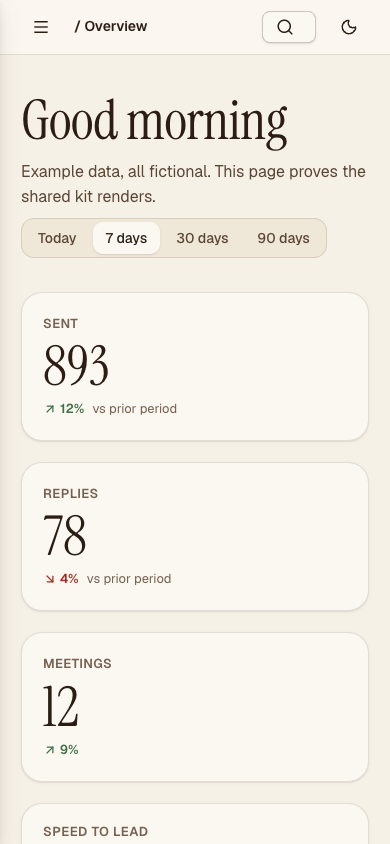 / Overview
Good morning
Example data, all fictional. This page proves the
shared kit renders.
Today 7 days 30 days 90 days
SENT
893
12% vs prior period
REPLIES
78
4% vs prior period
MEETINGS
12
9%
SPEED TO LEAD